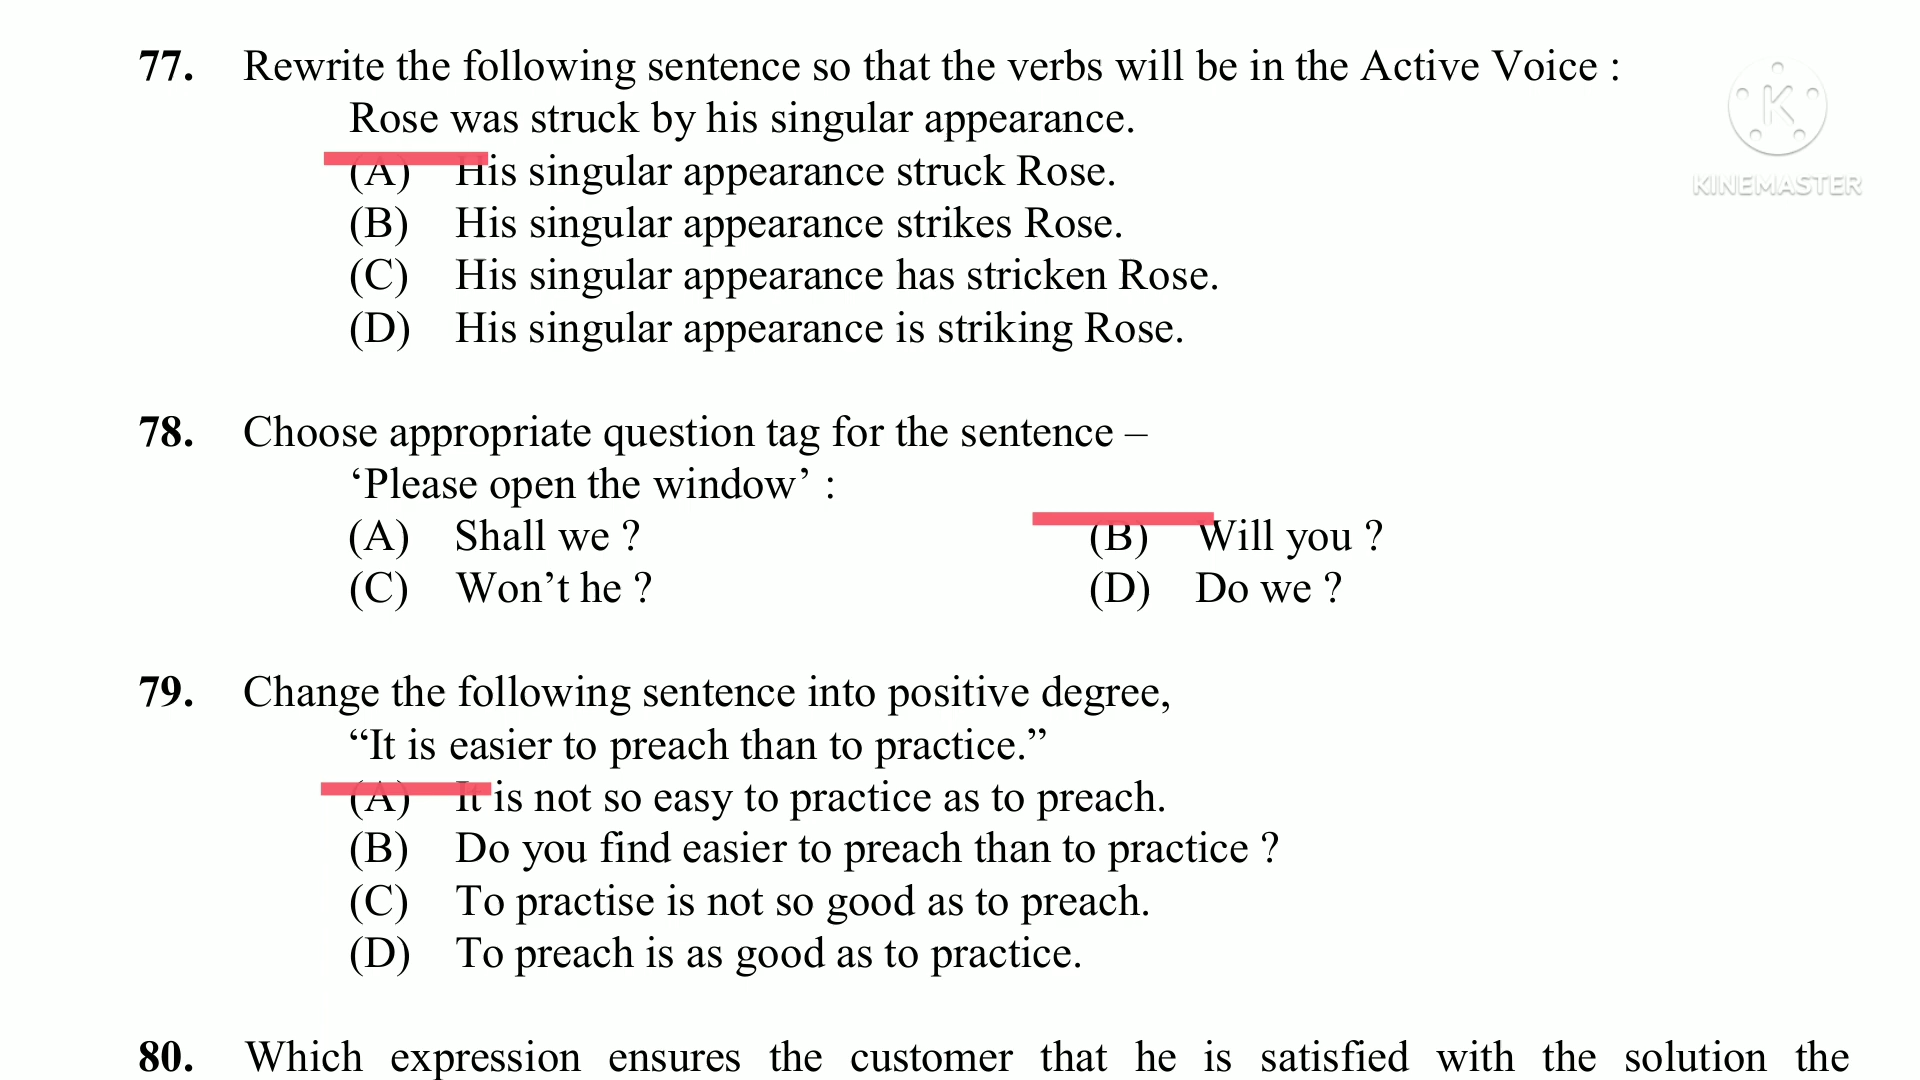 77. Rewrite the following sentence so that the verbs will be in the Active Voice :
Rose was struck by his singular appearance.
(A) His singular appearance struck Rose.
(B) His singular appearance strikes Rose.
(C) His singular appearance has stricken Rose.
(D) His singular appearance is striking Rose.
78. Choose appropriate question tag for the sentence –
‘Please open the window’ :
(A) Shall we ? (B) Will you ?
(C) Won’t he ? (D) Do we ?
79. Change the following sentence into positive degree,
“It is easier to preach than to practice.”
(A) It is not so easy to practice as to preach.
(B) Do you find easier to preach than to practice ?
(C) To practise is not so good as to preach.
(D) To preach is as good as to practice.
80. Which expression ensures the customer that he is satisfied with the solution the
K
KINEMASTER